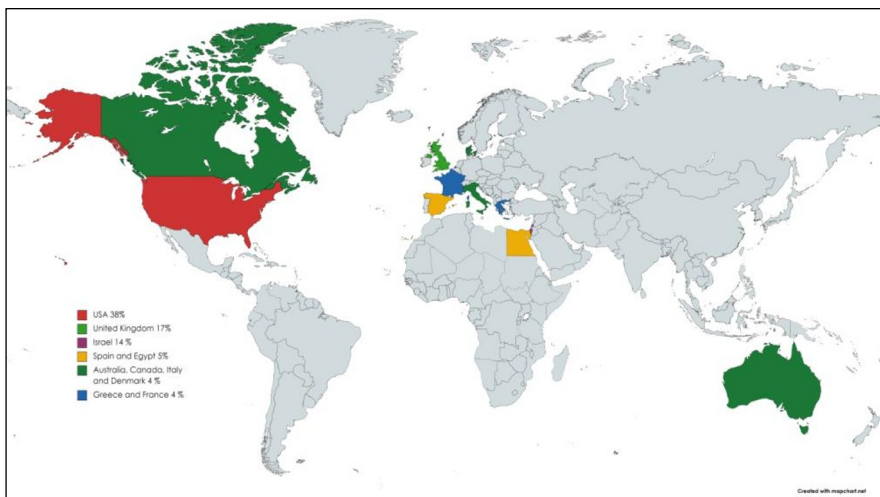 USA 38%
United Kingdom 17%
Israel 14 %
Spain and Egypt 5%
Australia, Canada, Italy
and Denmark 4 %
Greece and France 4 %
Created with mapchart.net